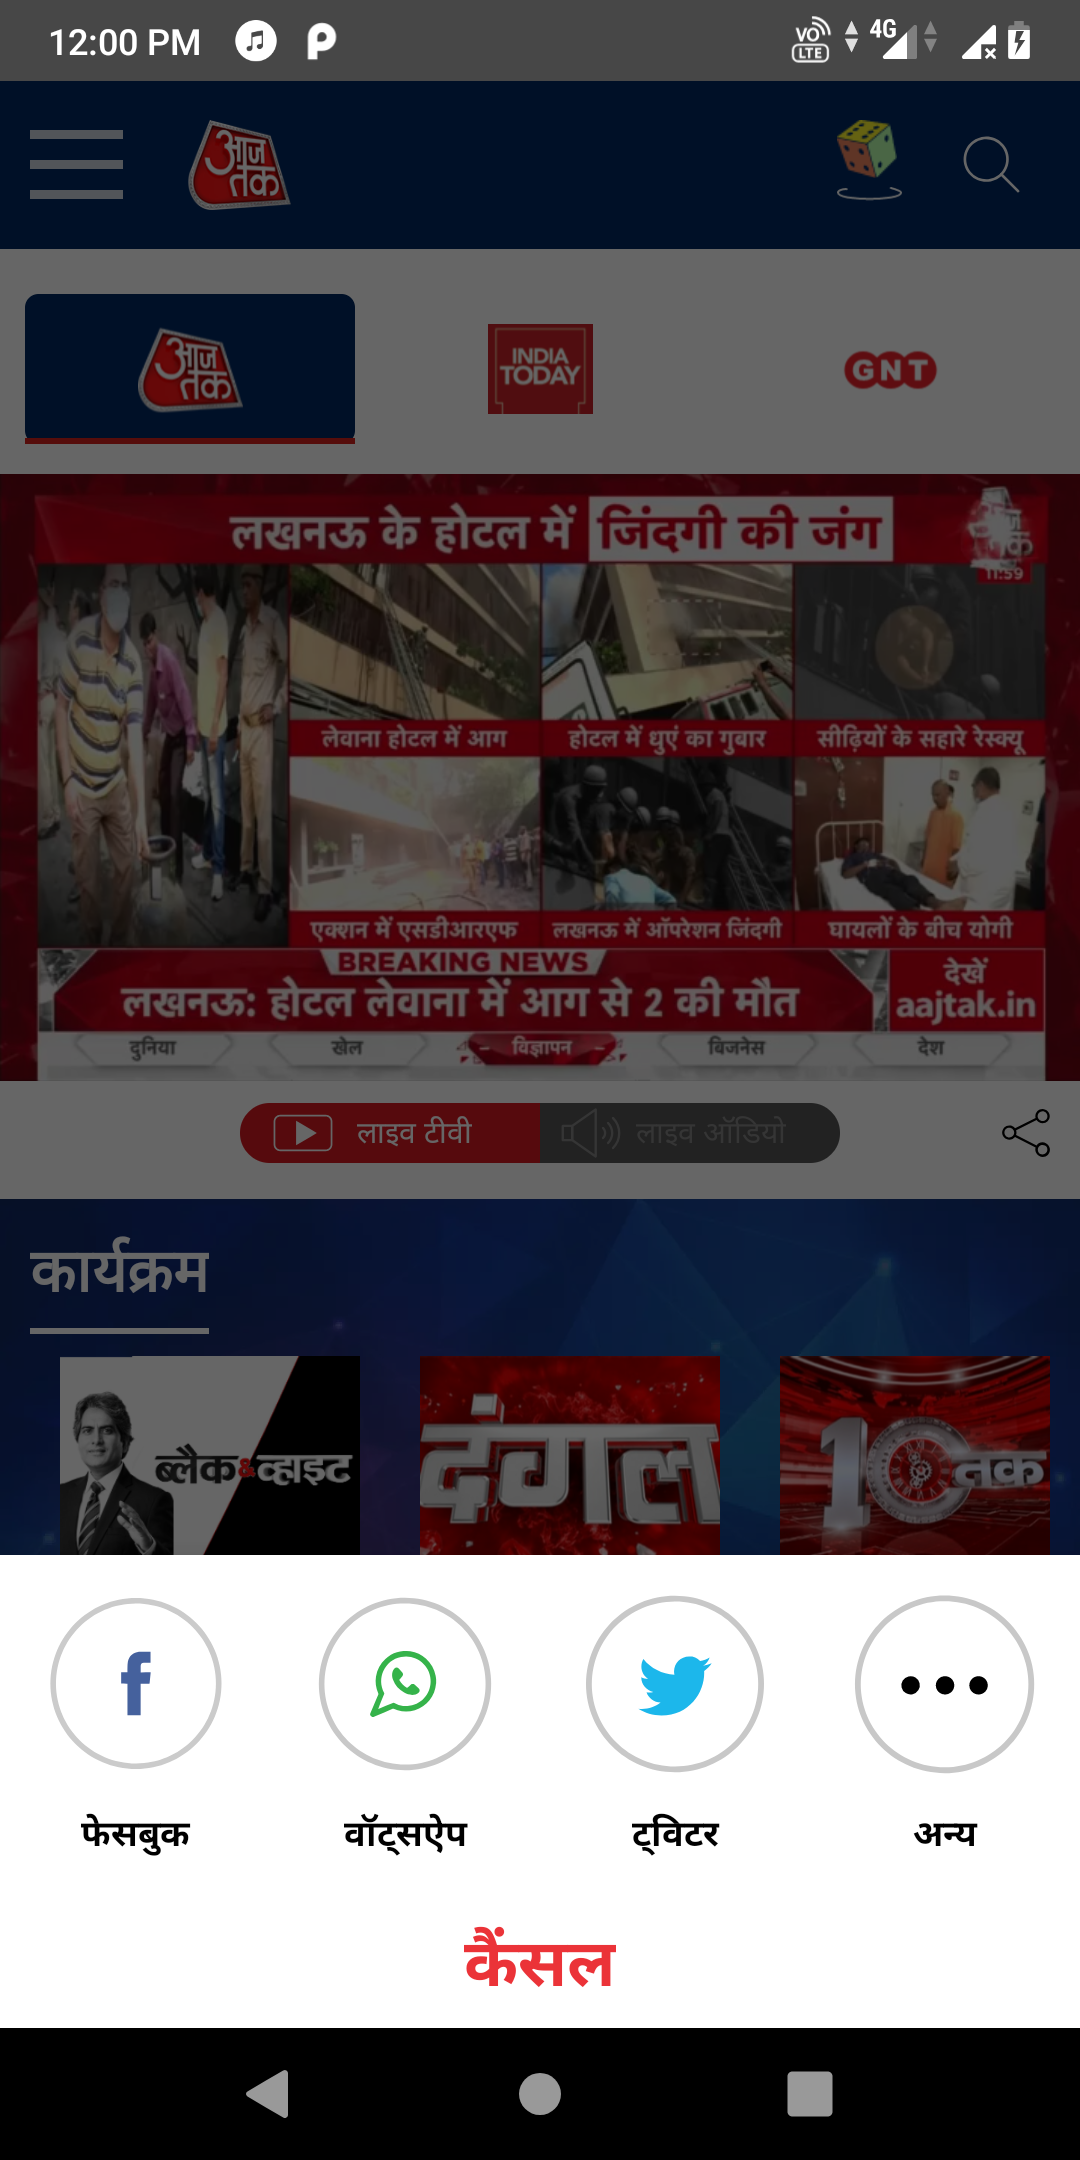 12:00 PM
VO LTE 4G
आज तक
आज तक
INDIA TODAY
GNT
लखनऊ के होटल में जिंदगी की जंग
आज तक
11:59
लेवाना होटल में आग
होटल में धुएं का गुबार
सीढ़ियों के सहारे रेस्क्यू
एक्शन में एसडीआरएफ
लखनऊ में ऑपरेशन जिंदगी
घायलों के बीच योगी
BREAKING NEWS
लखनऊ: होटल लेवाना में आग से 2 की मौत
देखें
aajtak.in
दुनिया
खेल
विज्ञापन
बिजनेस
देश
लाइव टीवी
लाइव ऑडियो
कार्यक्रम
ब्लैक & व्हाइट
दंगल
10 तक
फेसबुक
वॉट्सऐप
ट्विटर
अन्य
कैंसल